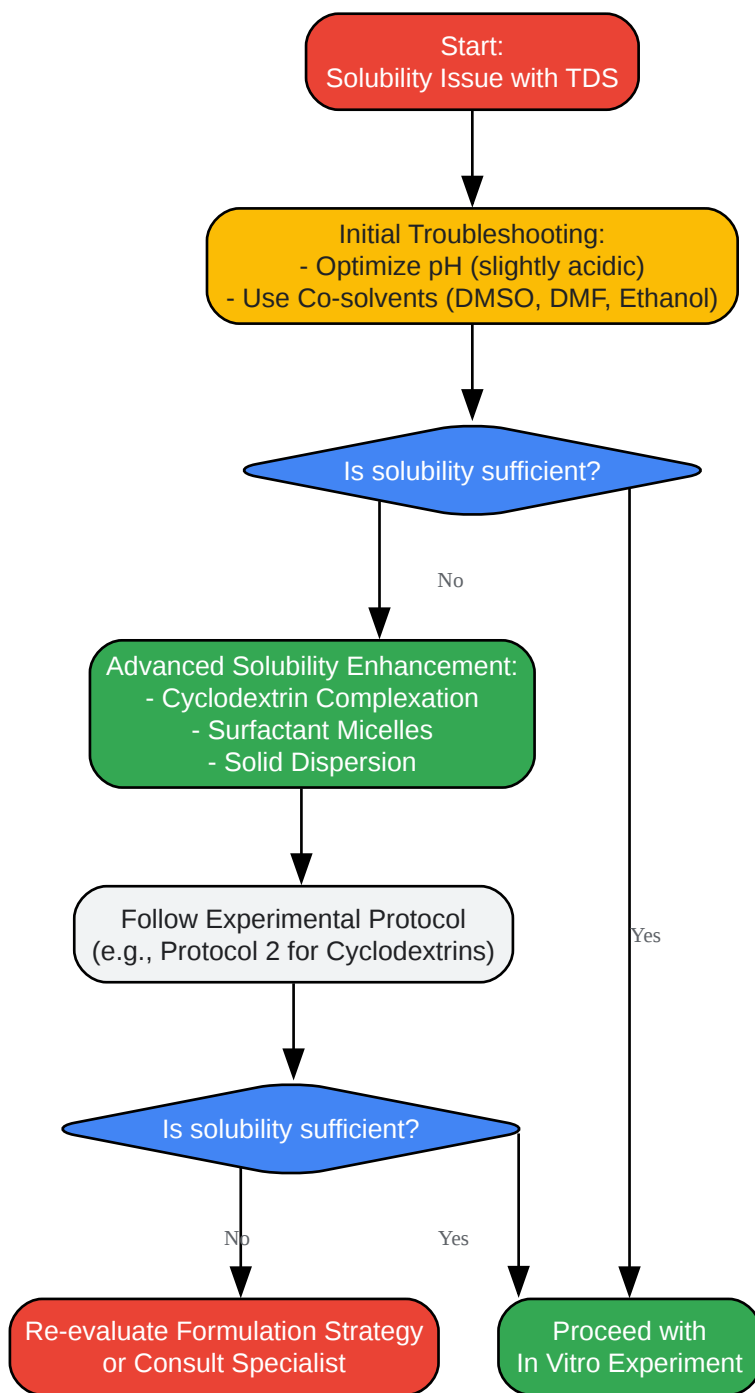 Start:
Solubility Issue with TDS
Initial Troubleshooting:
- Optimize pH (slightly acidic)
- Use Co-solvents (DMSO, DMF, Ethanol)
Is solubility sufficient?
No
Advanced Solubility Enhancement:
- Cyclodextrin Complexation
- Surfactant Micelles
- Solid Dispersion
Follow Experimental Protocol
(e.g., Protocol 2 for Cyclodextrins)
Yes
Is solubility sufficient?
No
Yes
Re-evaluate Formulation Strategy
or Consult Specialist
Proceed with
In Vitro Experiment